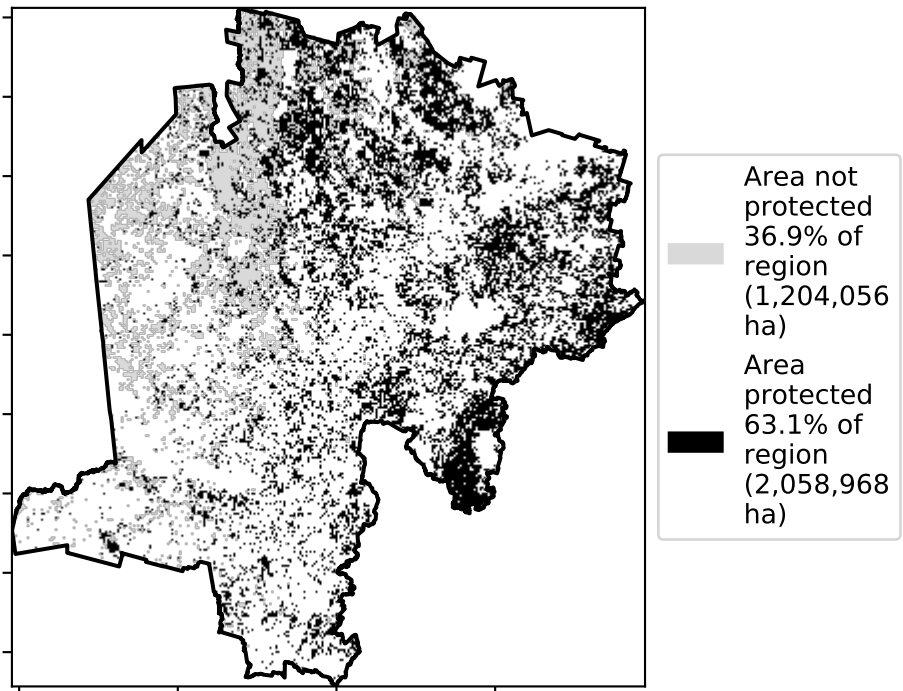 Area not
protected
36.9% of
region
(1,204,056
ha)
Area
protected
63.1% of
region
(2,058,968
ha)